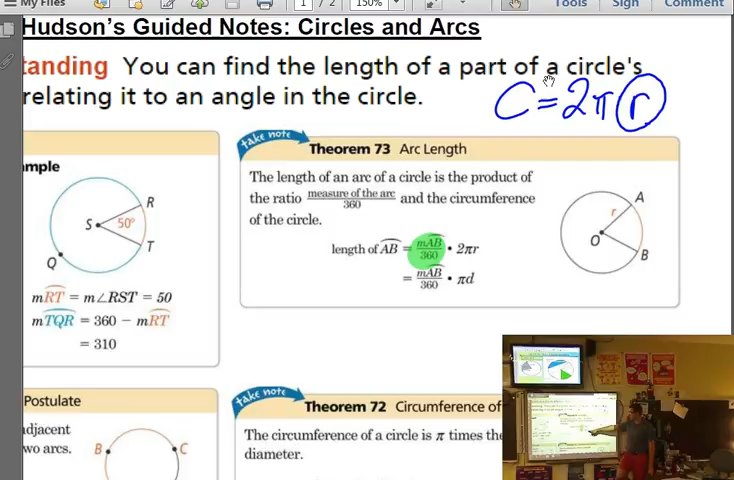 My Files
1 / 2
150%
Tools
Sign
Comment
Hudson's Guided Notes: Circles and Arcs
tanding You can find the length of a part of a circle's
relating it to an angle in the circle.
C = 2πr
mple
R
S
50°
T
Q
mRT = m∠RST = 50
mTQR = 360 − mRT
= 310
take note
Theorem 73 Arc Length
The length of an arc of a circle is the product of
the ratio measure of the arc / 360 and the circumference
of the circle.
length of AB = mAB / 360 • 2πr
= mAB / 360 • πd
A
r
O
B
Postulate
djacent
wo arcs.
B
C
take note
Theorem 72 Circumference of
The circumference of a circle is π times the
diameter.